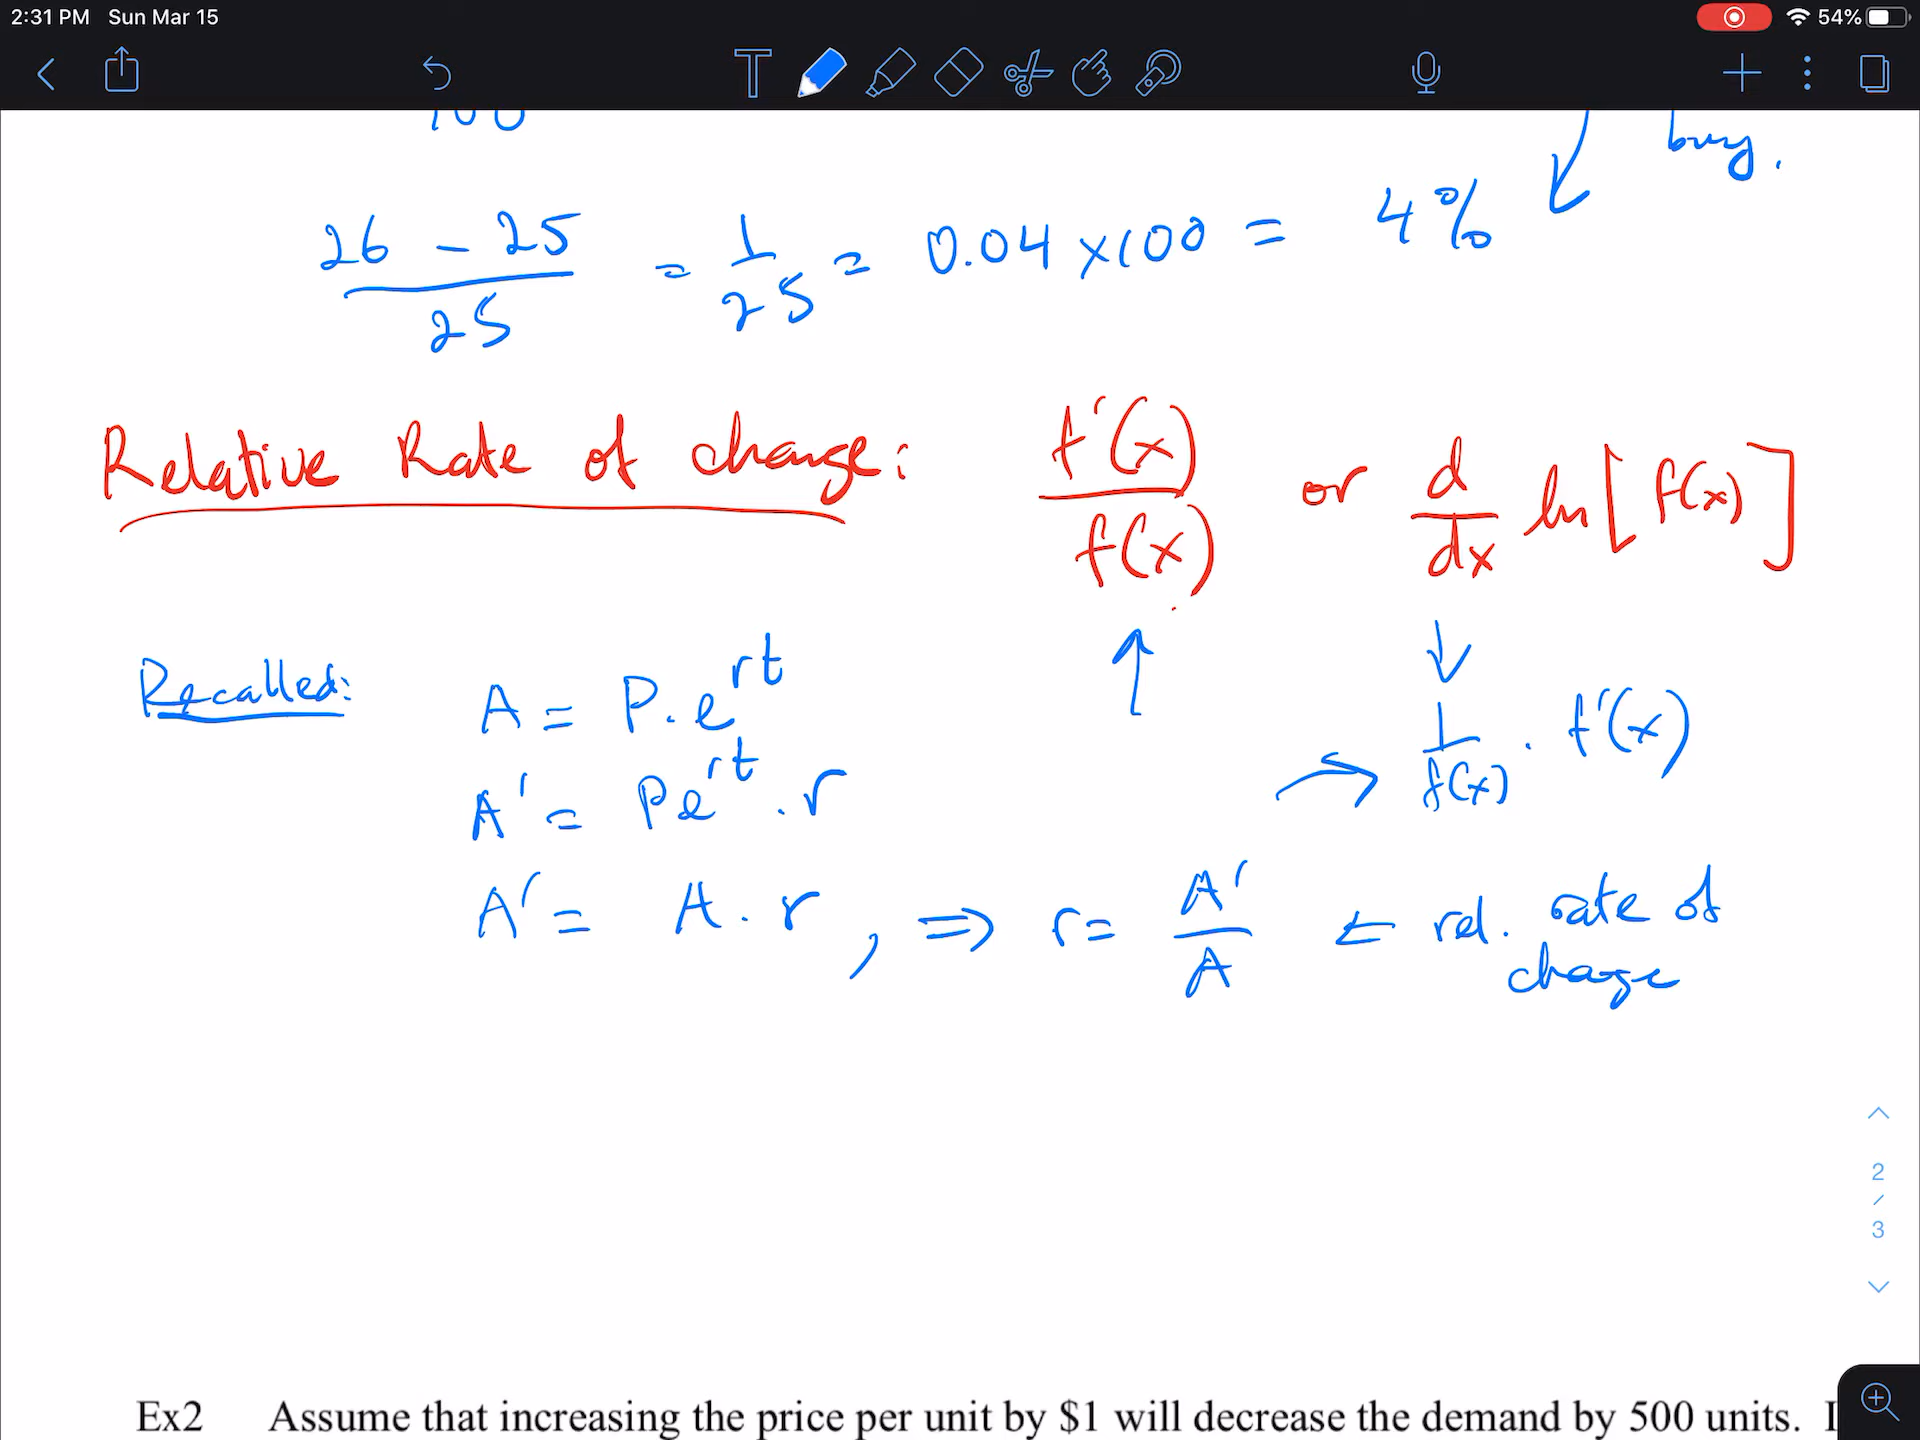 2:31 PM Sun Mar 15
54%
T
100
buy.
26 - 25 / 25 = 1/25 = 0.04 x 100 = 4%
Relative Rate of change: f'(x) / f(x) or d/dx ln[f(x)]
Recalled: A = P.e^rt
1/f(x) . f'(x)
A' = Pe^rt . r
A' = A . r , ⇒ r = A'/A ← rel. rate of
change
2
/
3
Ex2 Assume that increasing the price per unit by $1 will decrease the demand by 500 units. I